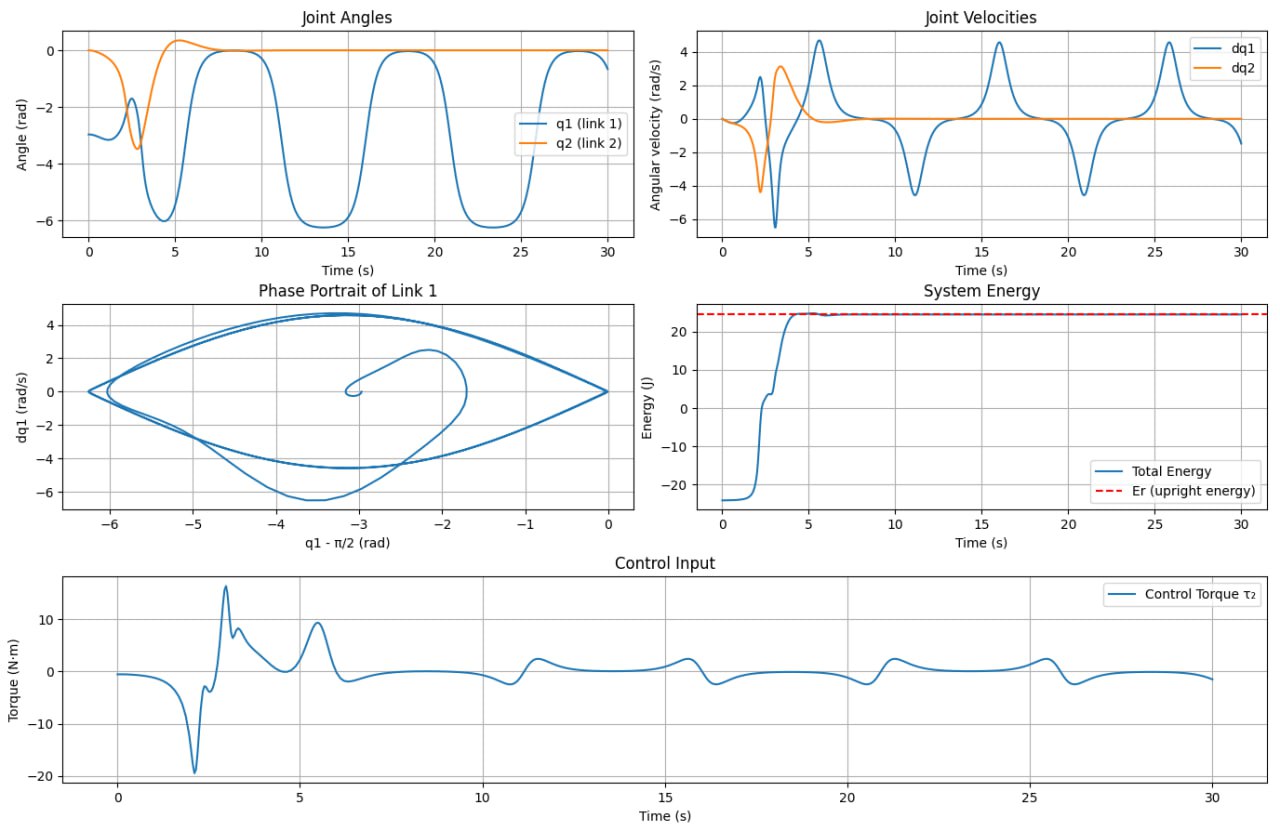 Joint Angles
Angle (rad)
0
−2
−4
−6
q1 (link 1)
q2 (link 2)
0 5 10 15 20 25 30
Time (s)
Joint Velocities
Angular velocity (rad/s)
4
2
0
−2
−4
−6
dq1
dq2
0 5 10 15 20 25 30
Time (s)
Phase Portrait of Link 1
dq1 (rad/s)
4
2
0
−2
−4
−6
−6 −5 −4 −3 −2 −1 0
q1 - π/2 (rad)
System Energy
Energy (J)
20
10
0
−10
−20
Total Energy
Er (upright energy)
0 5 10 15 20 25 30
Time (s)
Control Input
Torque (N·m)
10
0
−10
−20
Control Torque τ₂
0 5 10 15 20 25 30
Time (s)